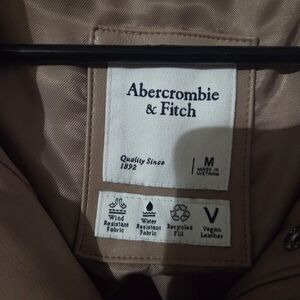 Abercrombie
& Fitch
Quality Since
1892
M
MADE IN
VIETNAM
Wind
Resistant
Fabric
Water
Resistant
Fabric
Recycled
Fill
Vegan
Leather